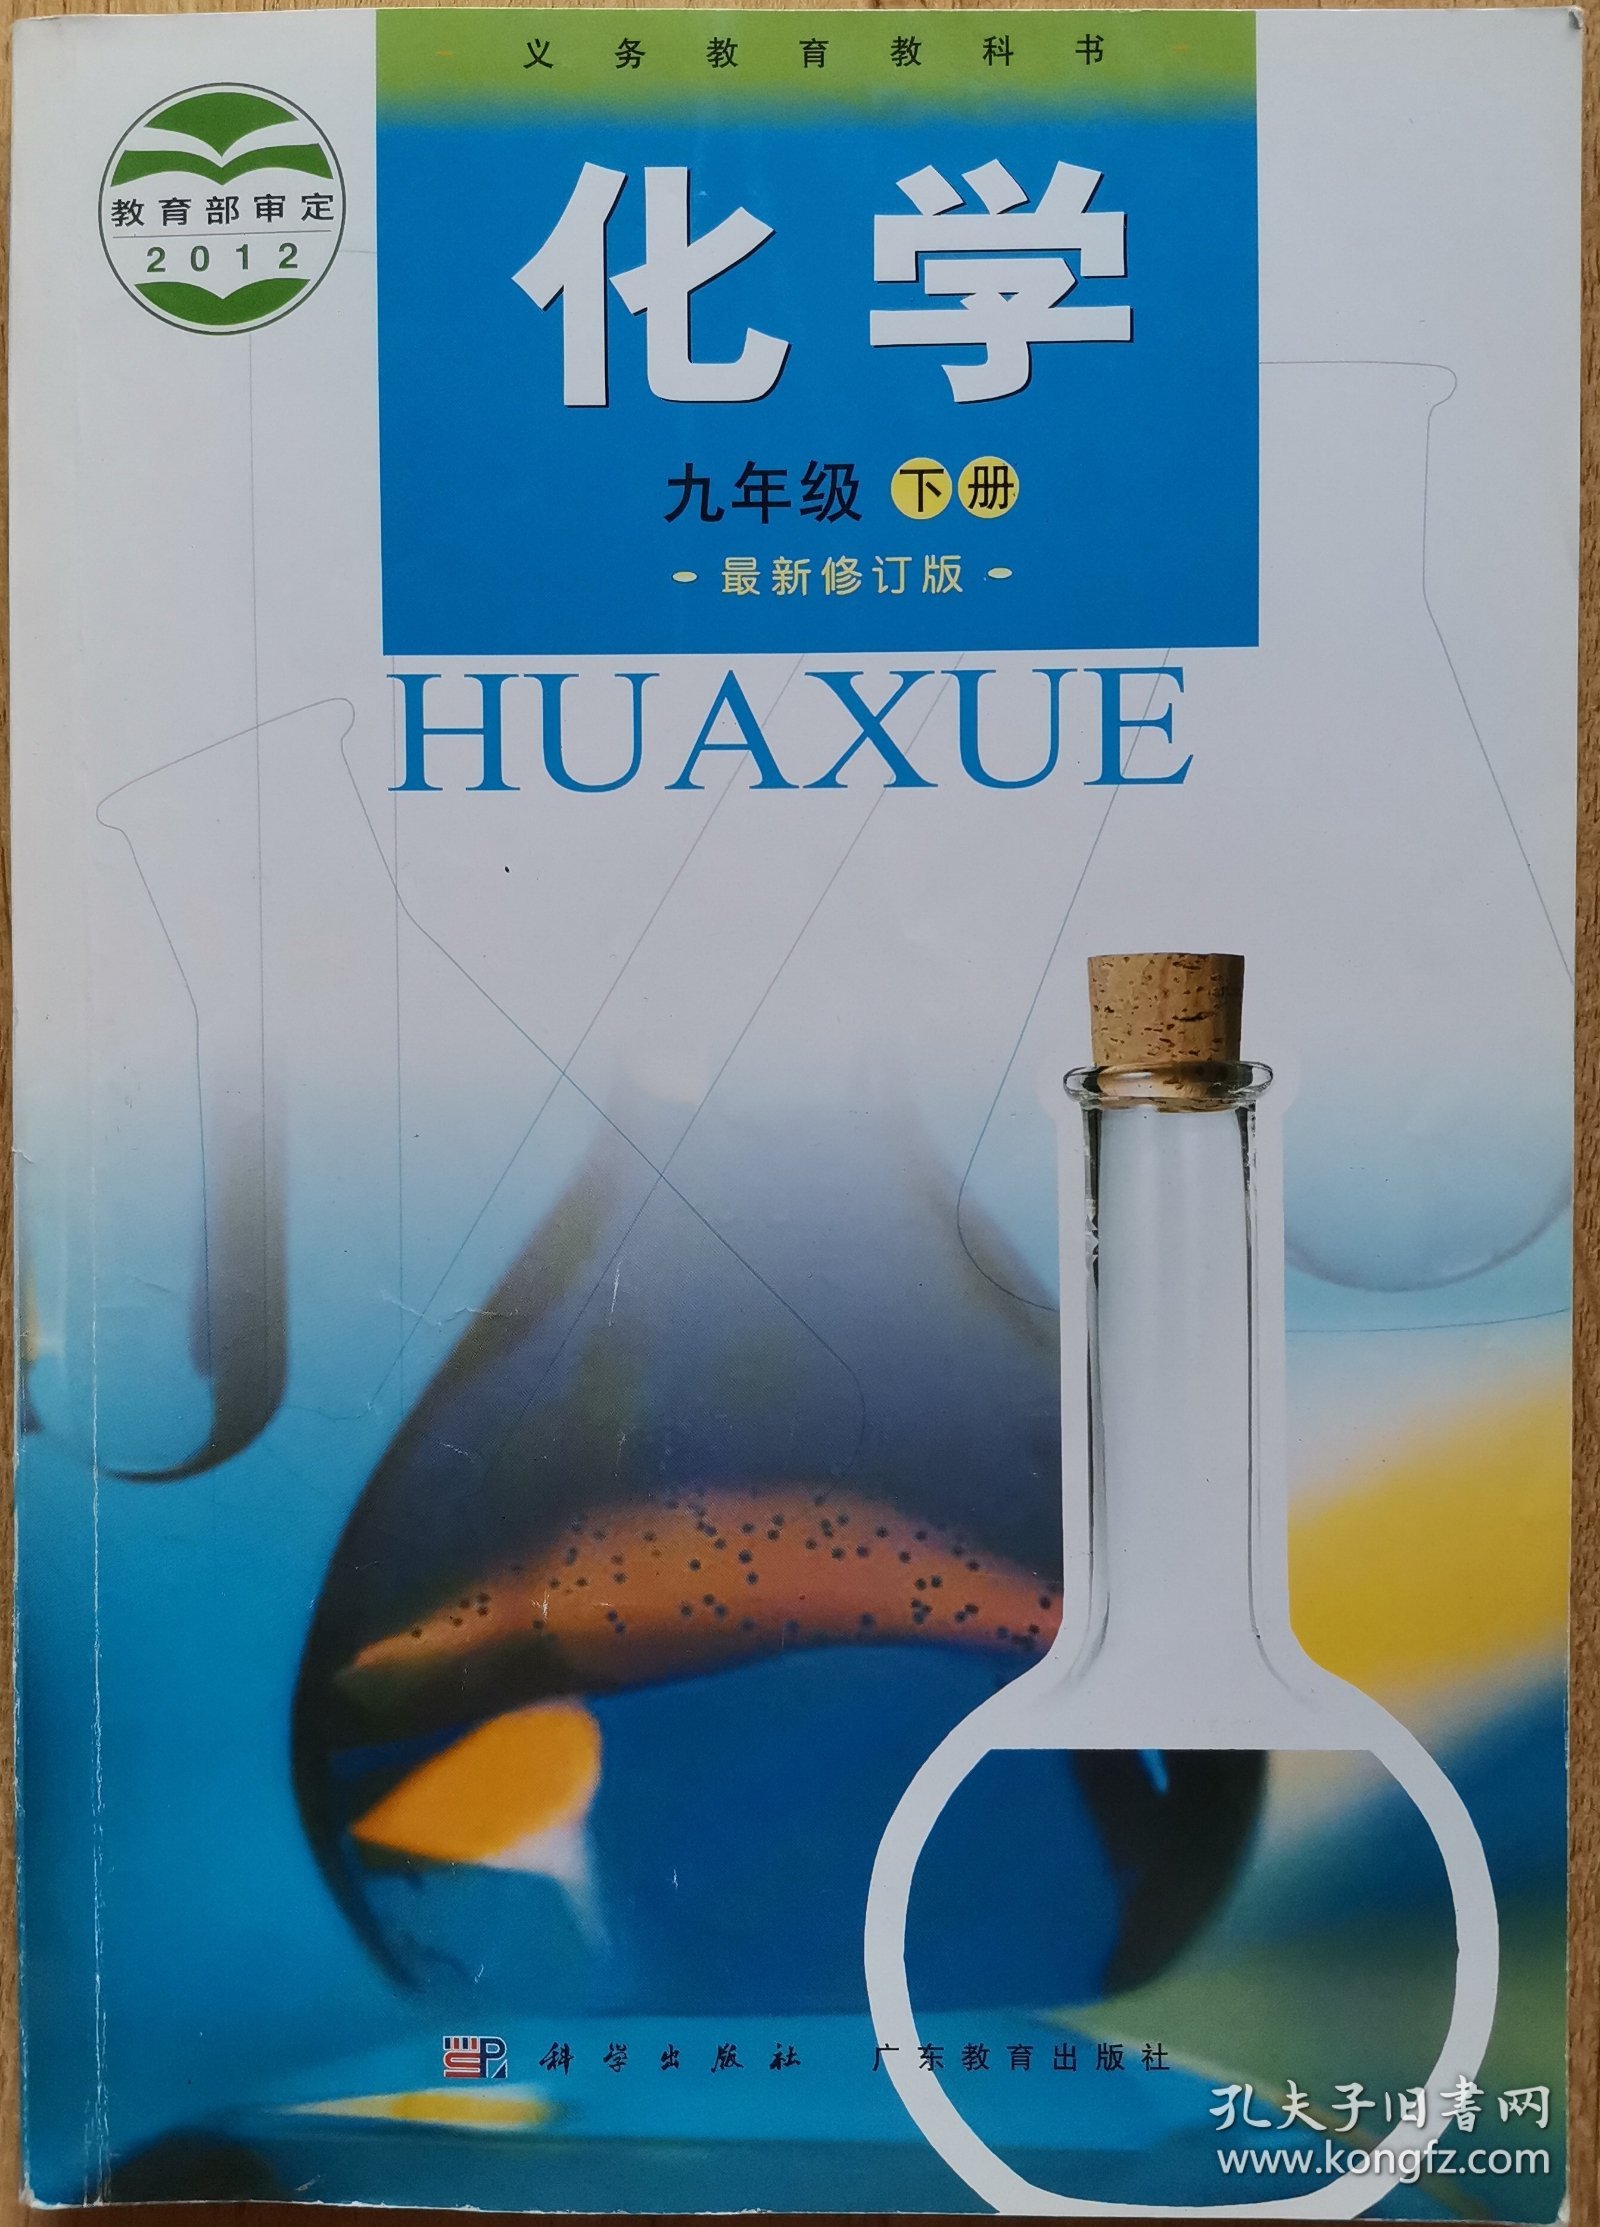 义务教育教科书
教育部审定
2012
化学
九年级 下册
最新修订版
HUAXUE
科学出版社 广东教育出版社
孔夫子旧书网
www.kongfz.com